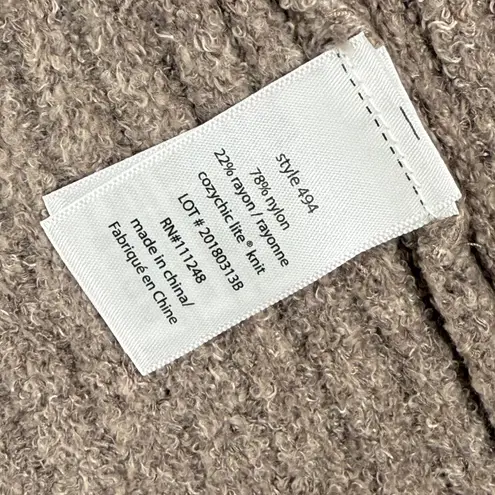 style 494
78% nylon
22% rayon / rayonne
cozychic lite® knit
LOT # 20180313B
RN#111248
made in china/
Fabriqué en Chine